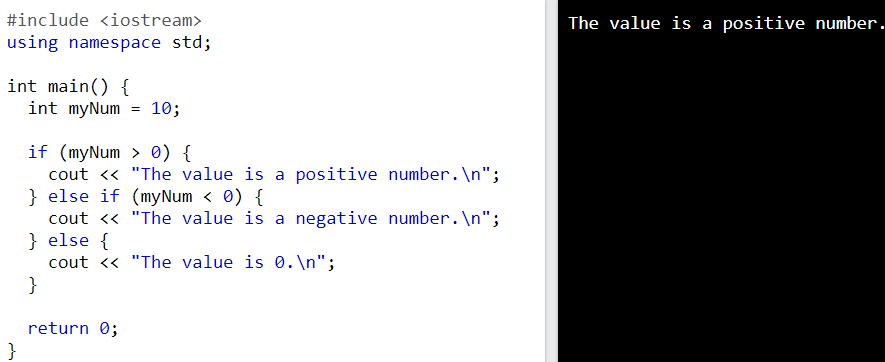 #include <iostream>
using namespace std;

int main() {
  int myNum = 10;

  if (myNum > 0) {
    cout << "The value is a positive number.\n";
  } else if (myNum < 0) {
    cout << "The value is a negative number.\n";
  } else {
    cout << "The value is 0.\n";
  }

  return 0;
}
The value is a positive number.